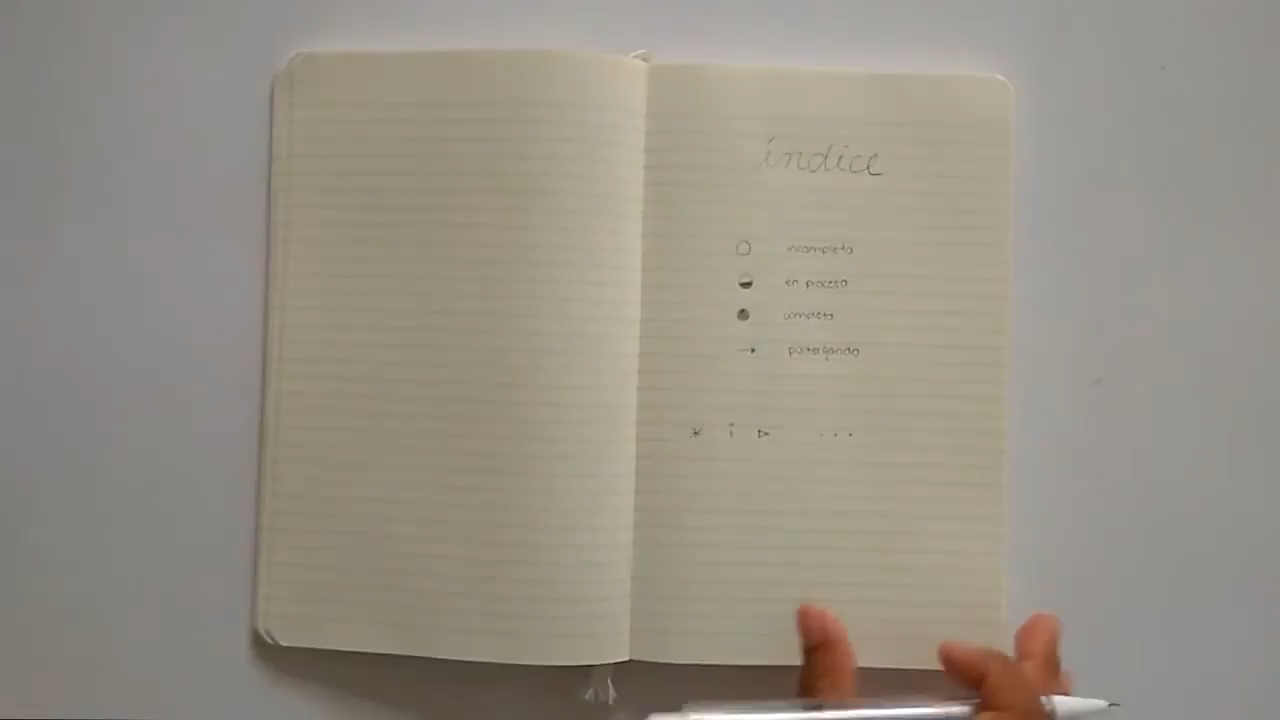 índice
○ incompleta
◒ en proceso
● completa
→ postergando
* i ▷ ...